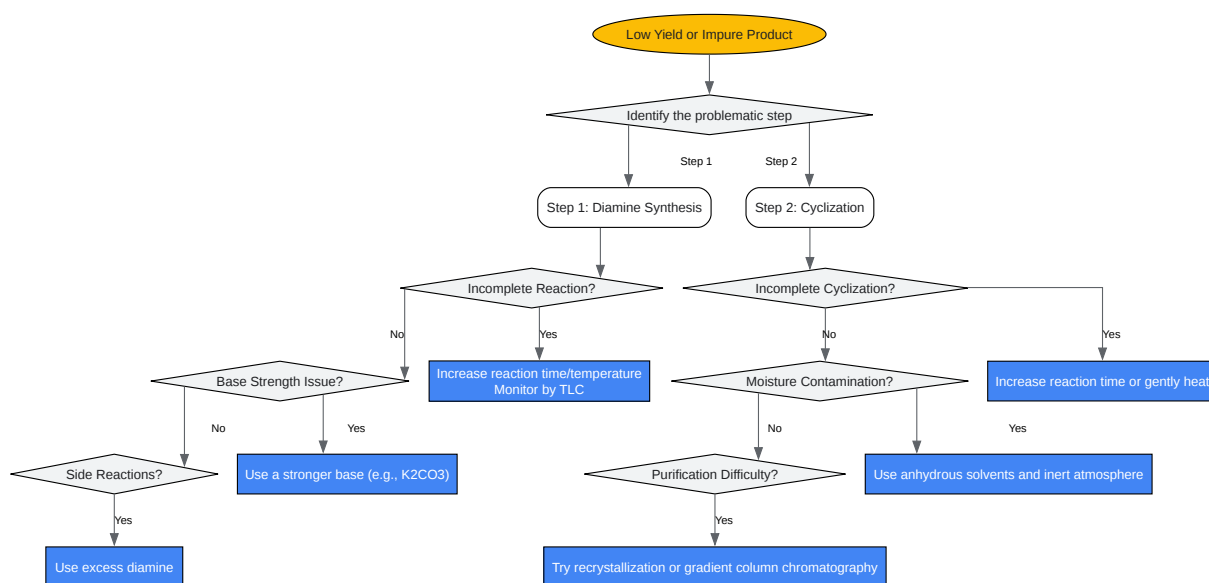 Low Yield or Impure Product
Identify the problematic step
Step 1
Step 2
Step 1: Diamine Synthesis
Step 2: Cyclization
Incomplete Reaction?
Incomplete Cyclization?
No
Yes
No
Yes
Base Strength Issue?
Increase reaction time/temperature
Monitor by TLC
Moisture Contamination?
Increase reaction time or gently heat
No
Yes
No
Yes
Side Reactions?
Use a stronger base (e.g., K2CO3)
Purification Difficulty?
Use anhydrous solvents and inert atmosphere
Yes
Yes
Use excess diamine
Try recrystallization or gradient column chromatography